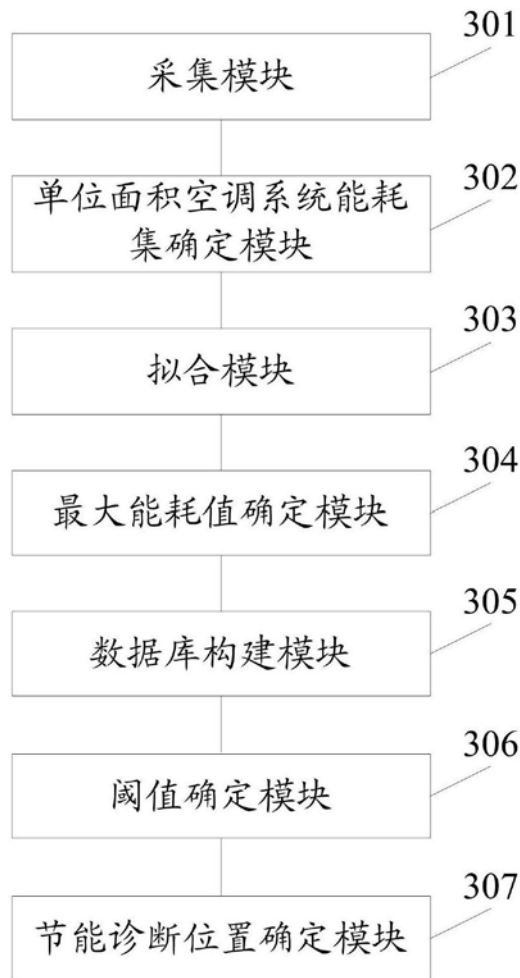 301
采集模块
302
单位面积空调系统能耗
集确定模块
303
拟合模块
304
最大能耗值确定模块
305
数据库构建模块
306
阈值确定模块
307
节能诊断位置确定模块